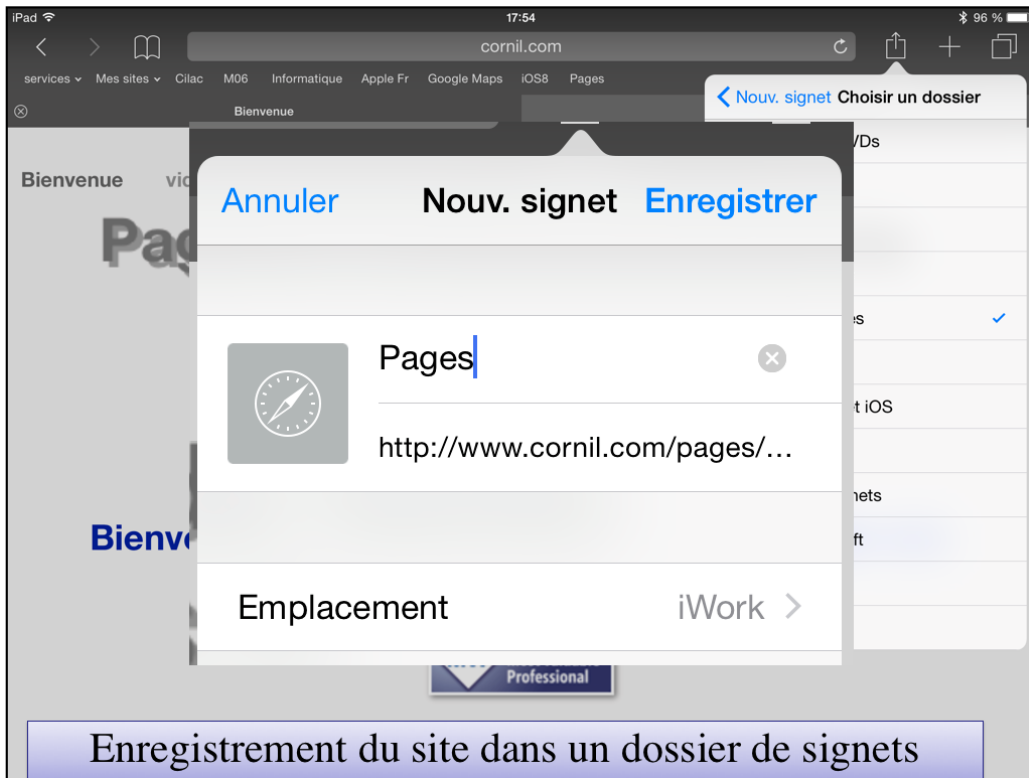 iPad 17:54 96 %
cornil.com
services Mes sites Cilac M06 Informatique Apple Fr Google Maps iOS8 Pages
Bienvenue
Nouv. signet Choisir un dossier
Bienvenue
Annuler Nouv. signet Enregistrer
Pages
http://www.cornil.com/pages/...
iOS
Emplacement iWork
Professional
Enregistrement du site dans un dossier de signets